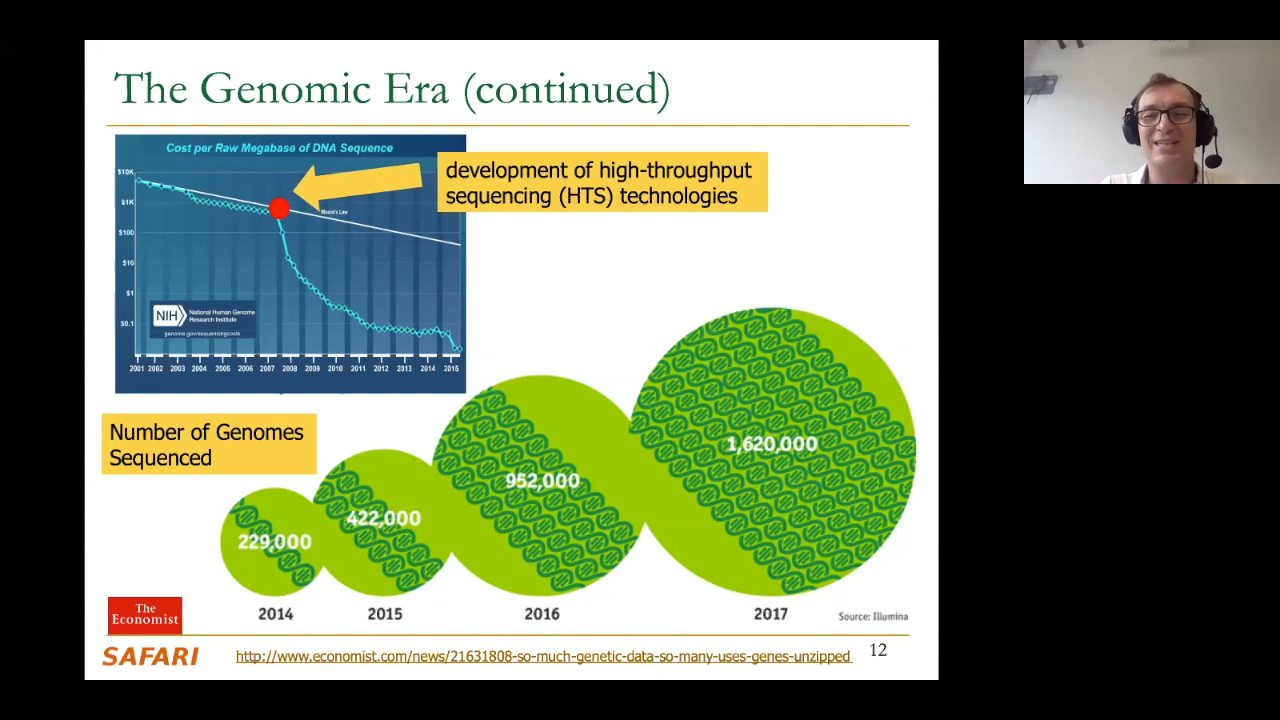 The Genomic Era (continued)
Cost per Raw Megabase of DNA Sequence
$10K
$1K
$100
$10
$1
$0.1
Moore's Law
NIH
National Human Genome
Research Institute
genome.gov/sequencingcosts
2001 2002 2003 2004 2005 2006 2007 2008 2009 2010 2011 2012 2013 2014 2015
development of high-throughput
sequencing (HTS) technologies
Number of Genomes
Sequenced
229,000
422,000
952,000
1,620,000
2014
2015
2016
2017
Source: Illumina
The
Economist
SAFARI
http://www.economist.com/news/21631808-so-much-genetic-data-so-many-uses-genes-unzipped
12